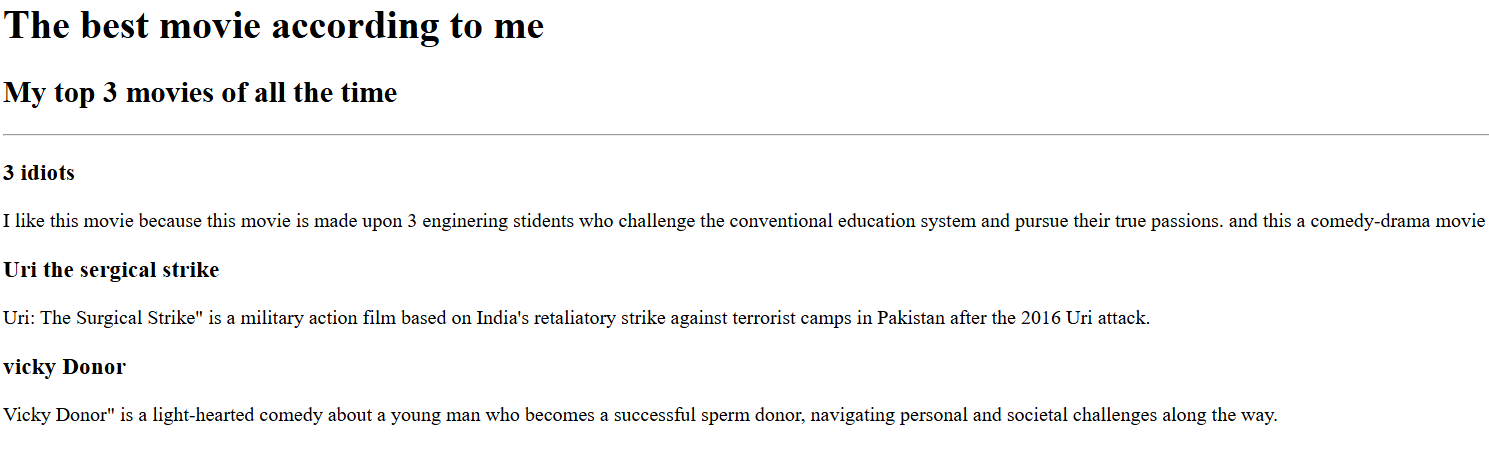 The best movie according to me
My top 3 movies of all the time
3 idiots
I like this movie because this movie is made upon 3 enginering stidents who challenge the conventional education system and pursue their true passions. and this a comedy-drama movie
Uri the sergical strike
Uri: The Surgical Strike" is a military action film based on India's retaliatory strike against terrorist camps in Pakistan after the 2016 Uri attack.
vicky Donor
Vicky Donor" is a light-hearted comedy about a young man who becomes a successful sperm donor, navigating personal and societal challenges along the way.